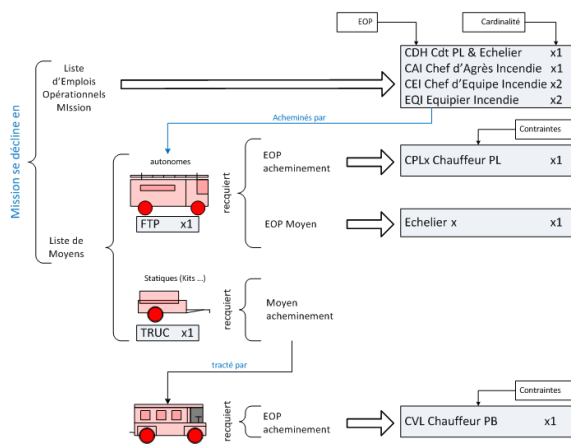 EOP
Cardinalité
CDH Cdt PL & Echelier x1
CAI Chef d'Agrès Incendie x1
CEI Chef d'Equipe Incendie x2
EQI Equipier Incendie x2
Liste
d'Emplois
Opérationnels
MIssion
Mission se décline en
Acheminés par
Contraintes
autonomes
EOP
acheminement
CPLx Chauffeur PL x1
recquiert
FTP x1
EOP Moyen
Echelier x x1
Liste de
Moyens
Statiques (Kits ...)
TRUC x1
recquiert
Moyen
acheminement
tracté par
Contraintes
recquiert
EOP
acheminement
CVL Chauffeur PB x1